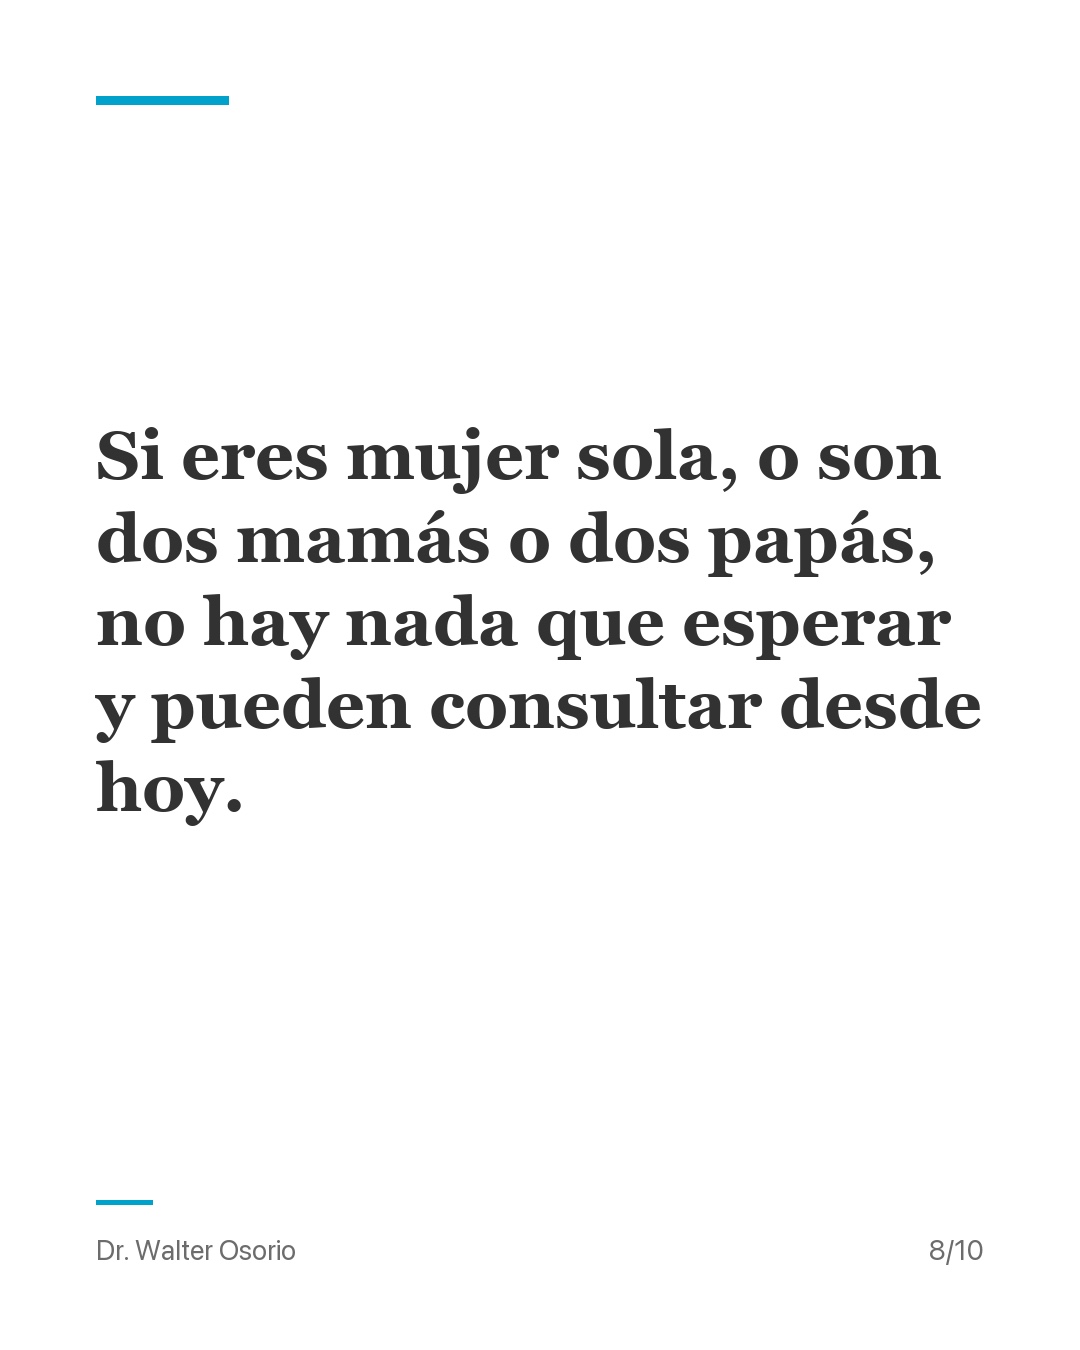 Si eres mujer sola, o son
dos mamás o dos papás,
no hay nada que esperar
y pueden consultar desde
hoy.
Dr. Walter Osorio
8/10